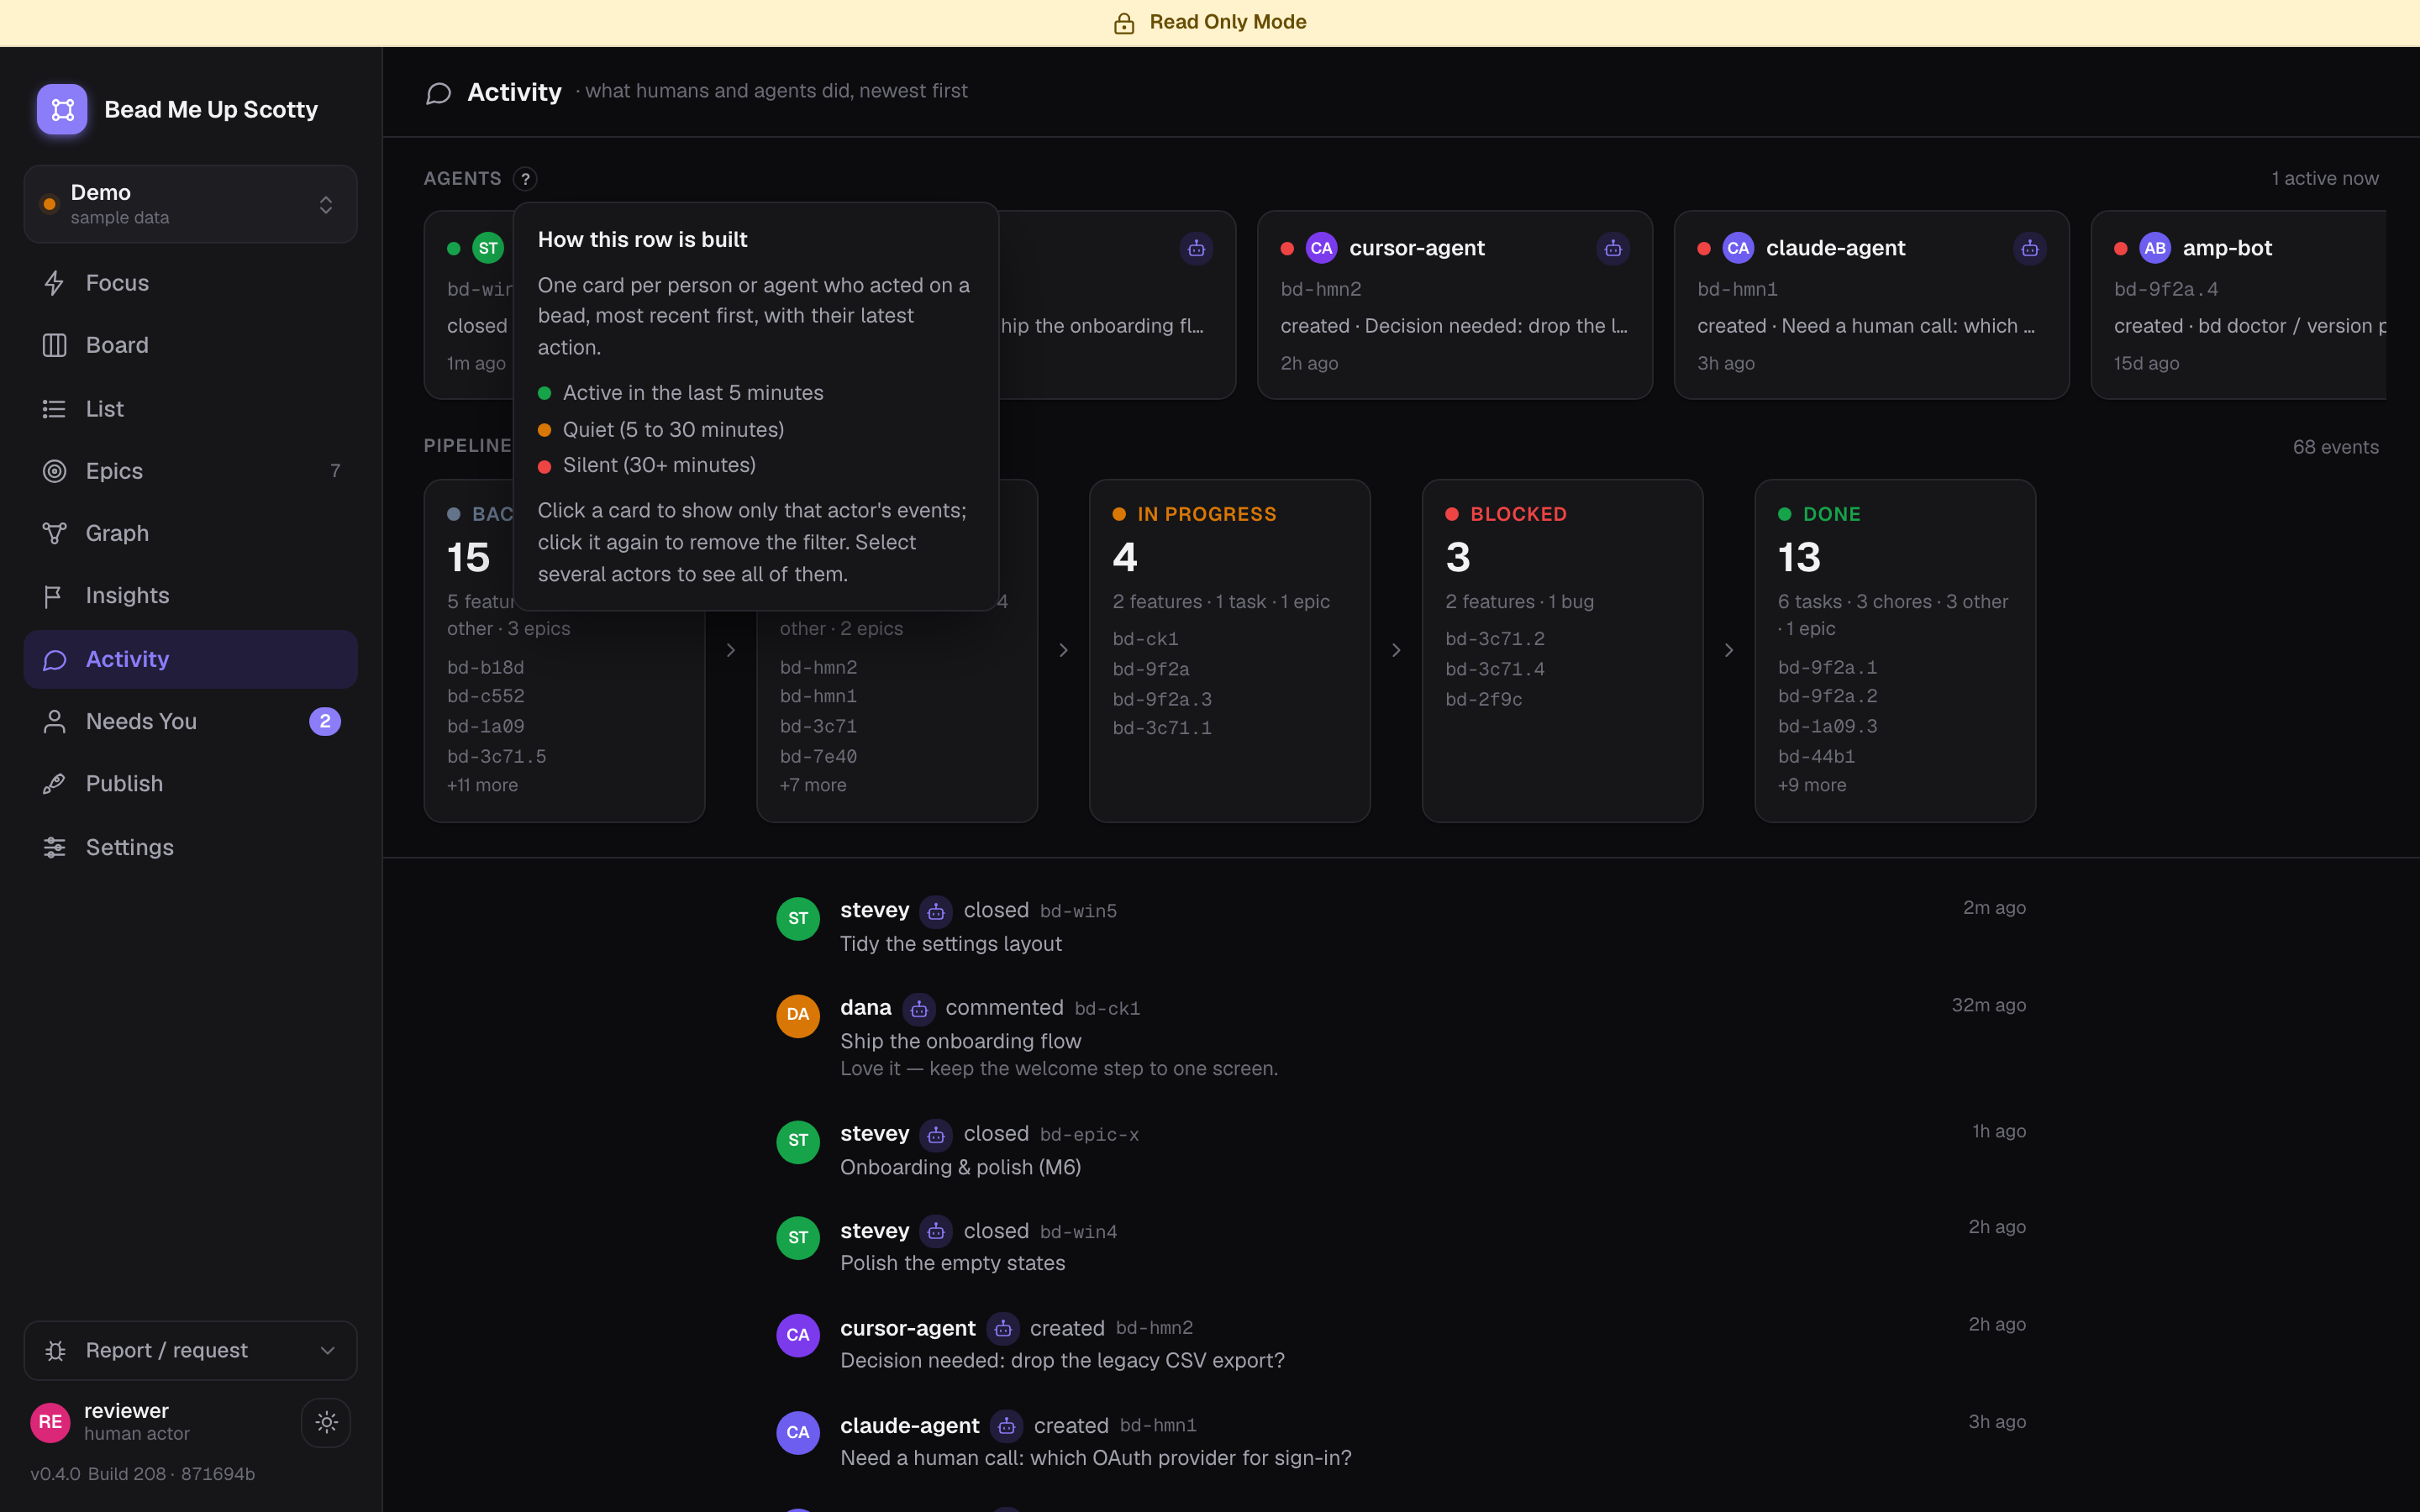 Read Only Mode
Bead Me Up Scotty
Demo
sample data
Focus
Board
List
Epics 7
Graph
Insights
Activity
Needs You 2
Publish
Settings
Report / request
RE reviewer
human actor
v0.4.0 Build 208 · 871694b
Activity · what humans and agents did, newest first
AGENTS ? 1 active now
ST
closed
1m ago
How this row is built
One card per person or agent who acted on a
bead, most recent first, with their latest
action.
Active in the last 5 minutes
Quiet (5 to 30 minutes)
Silent (30+ minutes)
Click a card to show only that actor's events;
click it again to remove the filter. Select
several actors to see all of them.
the onboarding fl…
CA cursor-agent
bd-hmn2
created · Decision needed: drop the l…
2h ago
CA claude-agent
bd-hmn1
created · Need a human call: which …
3h ago
AB amp-bot
bd-9f2a.4
created · bd doctor / version
15d ago
PIPELINE 68 events
15
other · 3 epics
bd-b18d
bd-c552
bd-1a09
bd-3c71.5
+11 more
4
other · 2 epics
bd-hmn2
bd-hmn1
bd-3c71
bd-7e40
+7 more
IN PROGRESS
4
2 features · 1 task · 1 epic
bd-ck1
bd-9f2a
bd-9f2a.3
bd-3c71.1
BLOCKED
3
2 features · 1 bug
bd-3c71.2
bd-3c71.4
bd-2f9c
DONE
13
6 tasks · 3 chores · 3 other
· 1 epic
bd-9f2a.1
bd-9f2a.2
bd-1a09.3
bd-44b1
+9 more
ST stevey closed bd-win5 2m ago
Tidy the settings layout
DA dana commented bd-ck1 32m ago
Ship the onboarding flow
Love it — keep the welcome step to one screen.
ST stevey closed bd-epic-x 1h ago
Onboarding & polish (M6)
ST stevey closed bd-win4 2h ago
Polish the empty states
CA cursor-agent created bd-hmn2 2h ago
Decision needed: drop the legacy CSV export?
CA claude-agent created bd-hmn1 3h ago
Need a human call: which OAuth provider for sign-in?